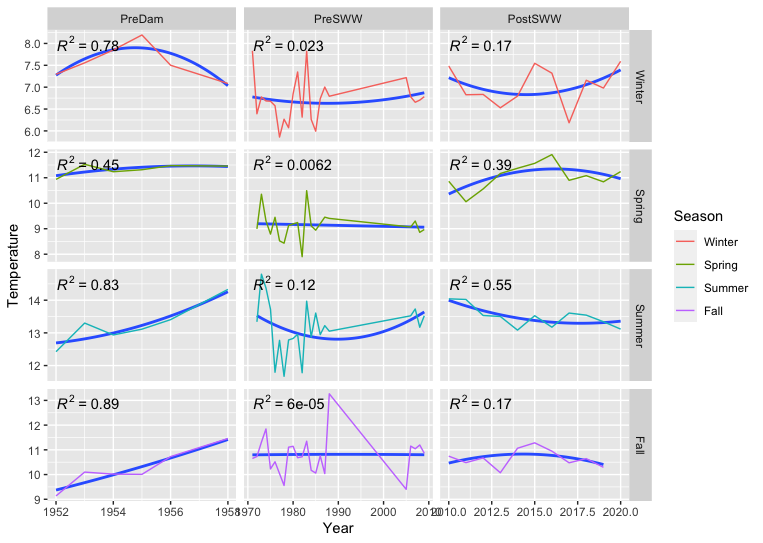 PreDam PreSWW PostSWW
R² = 0.78 R² = 0.023 R² = 0.17
8.0
7.5
7.0
6.5
6.0
Winter
R² = 0.45 R² = 0.0062 R² = 0.39
12
11
10
9
8
Spring
R² = 0.83 R² = 0.12 R² = 0.55
14
13
12
Summer
R² = 0.89 R² = 6e-05 R² = 0.17
13
12
11
10
9
Fall
1952 1954 1956 1958 1970 1980 1990 2000 2010 2010.0 2012.5 2015.0 2017.5 2020.0
Year
Temperature
Season
Winter
Spring
Summer
Fall